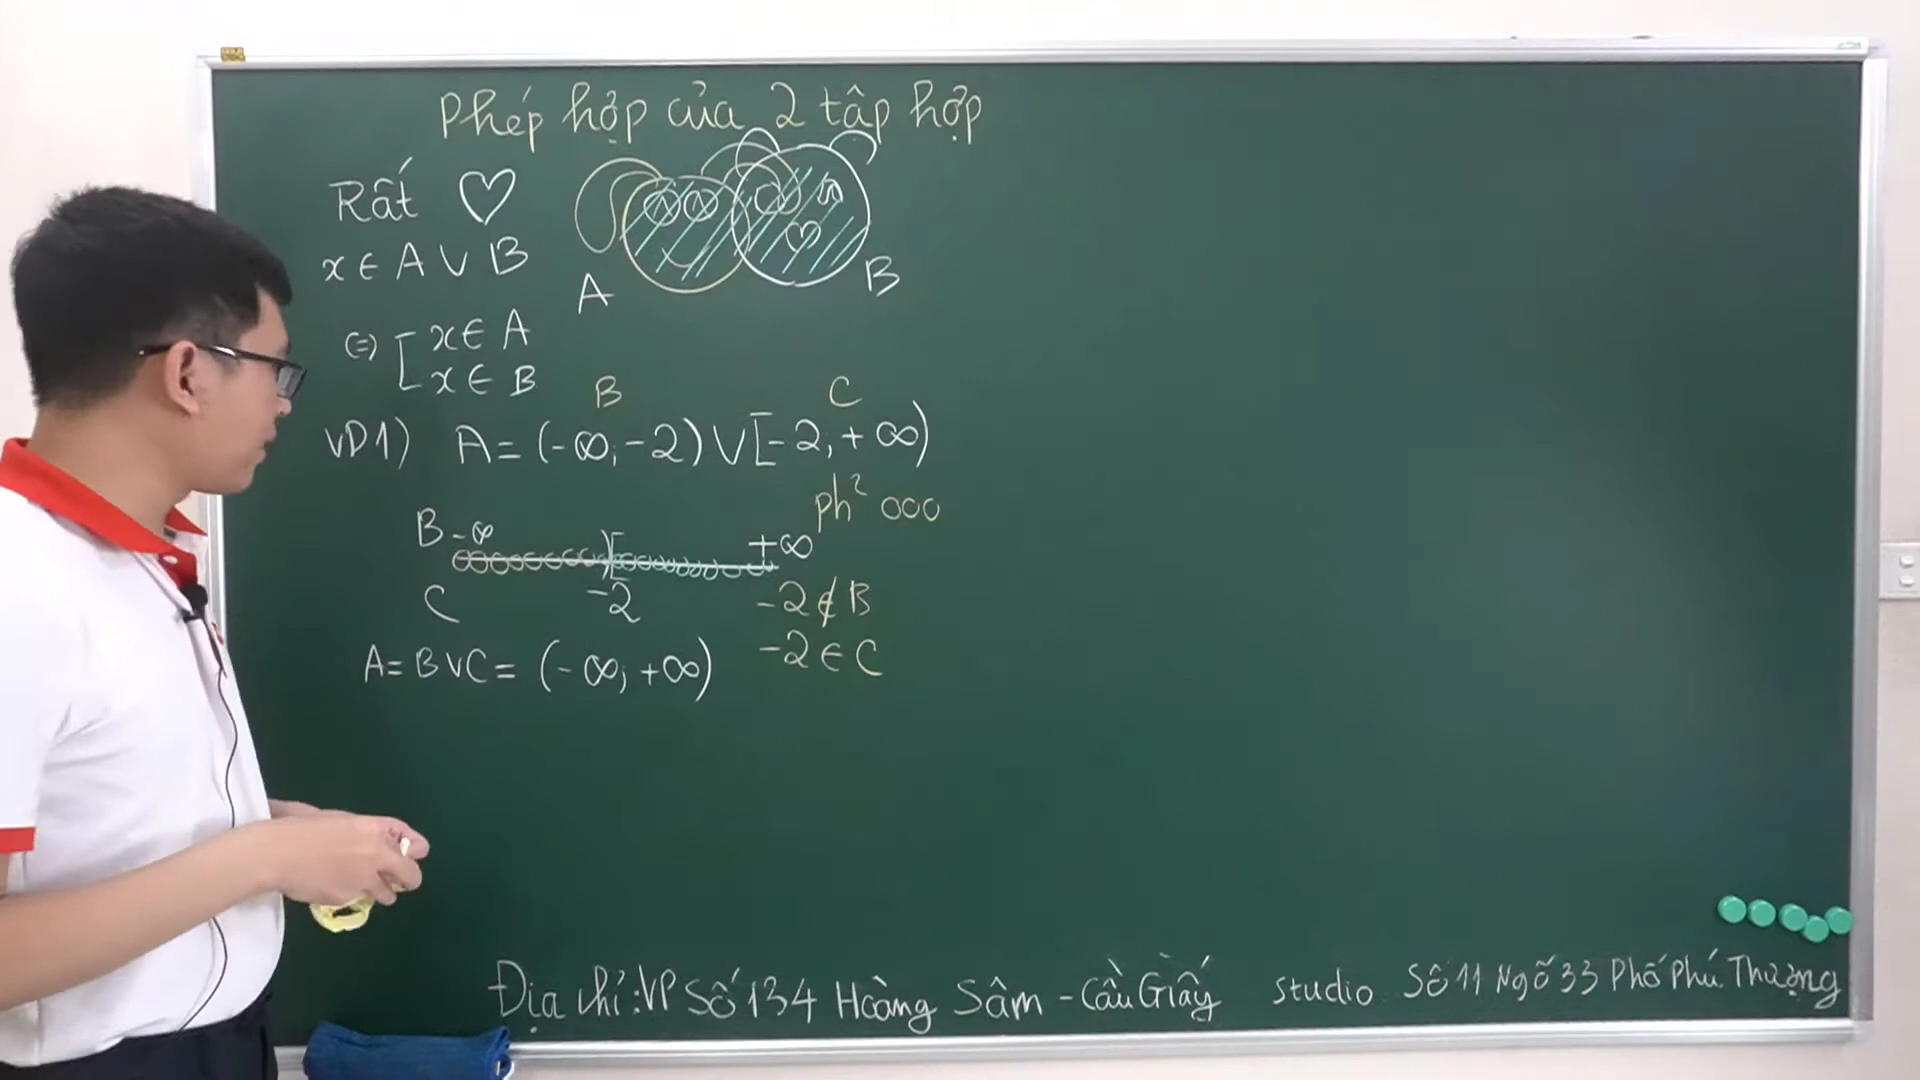 Phép hợp của 2 tập hợp
Rất ♡
x ∈ A ∪ B
A
B
⇔ [ x ∈ A
x ∈ B
B C
VD1) A = (-∞; -2) ∪ [-2, +∞)
ph² 000
B -∞ )[ +∞
C -2
-2 ∉ B
-2 ∈ C
A = B ∪ C = (-∞; +∞)
Địa chỉ: VP Số 134 Hoàng Sâm - Cầu Giấy studio Số 11 Ngõ 33 Phố Phú Thượng